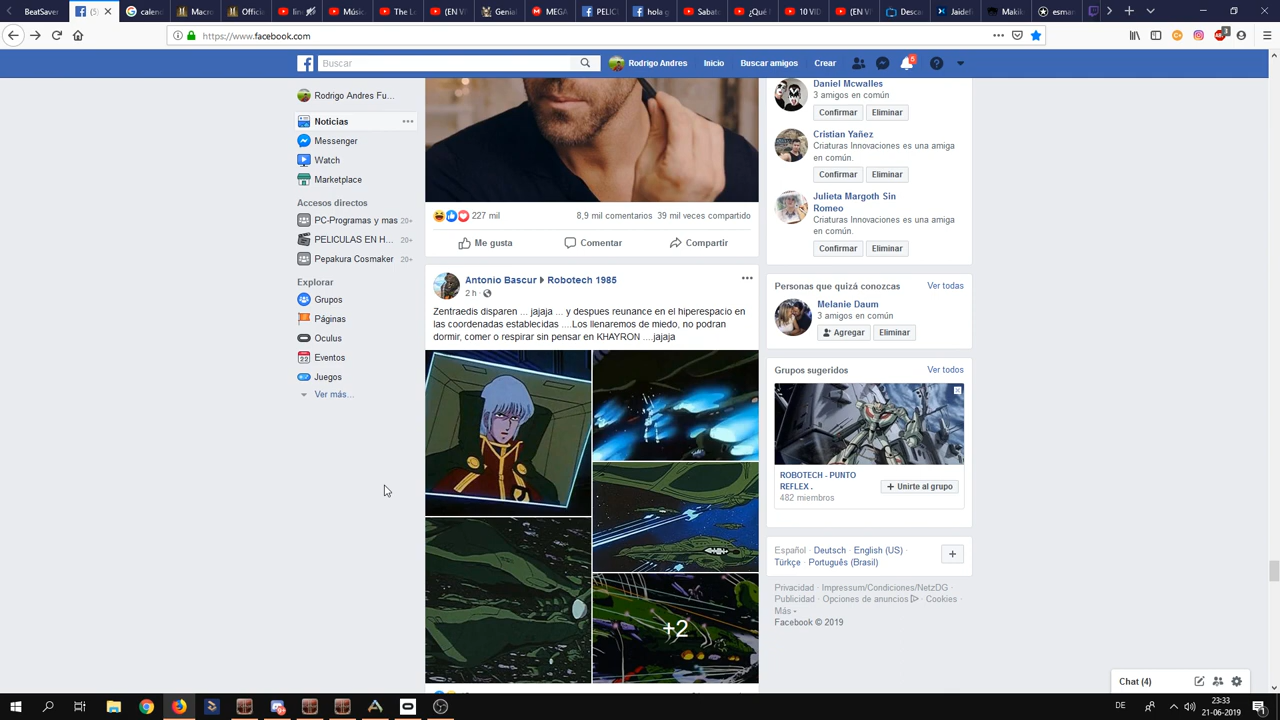 BeatSaver
(5)
calend
Macro
Officia
link
Músic
The Lo
(EN V
Genial
MEGA
PELIC
hola g
Sabato
¿Qué
10 VID
(EN V
Desca
Jaidef
Makik
esmar
https://www.facebook.com
Buscar
Rodrigo Andres
Inicio
Buscar amigos
Crear
5
Rodrigo Andres Fu...
Noticias
Messenger
Watch
Marketplace
Accesos directos
PC-Programas y mas 20+
PELICULAS EN H... 20+
Pepakura Cosmaker 20+
Explorar
Grupos
Páginas
Oculus
Eventos
Juegos
Ver más...
227 mil
8,9 mil comentarios 39 mil veces compartido
Me gusta
Comentar
Compartir
Antonio Bascur Robotech 1985
2 h ·
Zentraedis disparen ... jajaja ... y despues reunance en el hiperespacio en
las coordenadas establecidas ....Los llenaremos de miedo, no podran
dormir, comer o respirar sin pensar en KHAYRON ....jajaja
+2
Daniel Mcwalles
3 amigos en común
Confirmar Eliminar
Cristian Yañez
Criaturas Innovaciones es una amiga
en común.
Confirmar Eliminar
Julieta Margoth Sin
Romeo
Criaturas Innovaciones es una amiga
en común.
Confirmar Eliminar
Personas que quizá conozcas Ver todas
Melanie Daum
3 amigos en común
Agregar Eliminar
Grupos sugeridos Ver todos
ROBOTECH - PUNTO
REFLEX .
482 miembros
Unirte al grupo
Español · Deutsch · English (US) ·
Türkçe · Português (Brasil)
Privacidad · Impressum/Condiciones/NetzDG ·
Publicidad · Opciones de anuncios · Cookies ·
Más
Facebook © 2019
Chat (4)
DE
23:33
21-06-2019